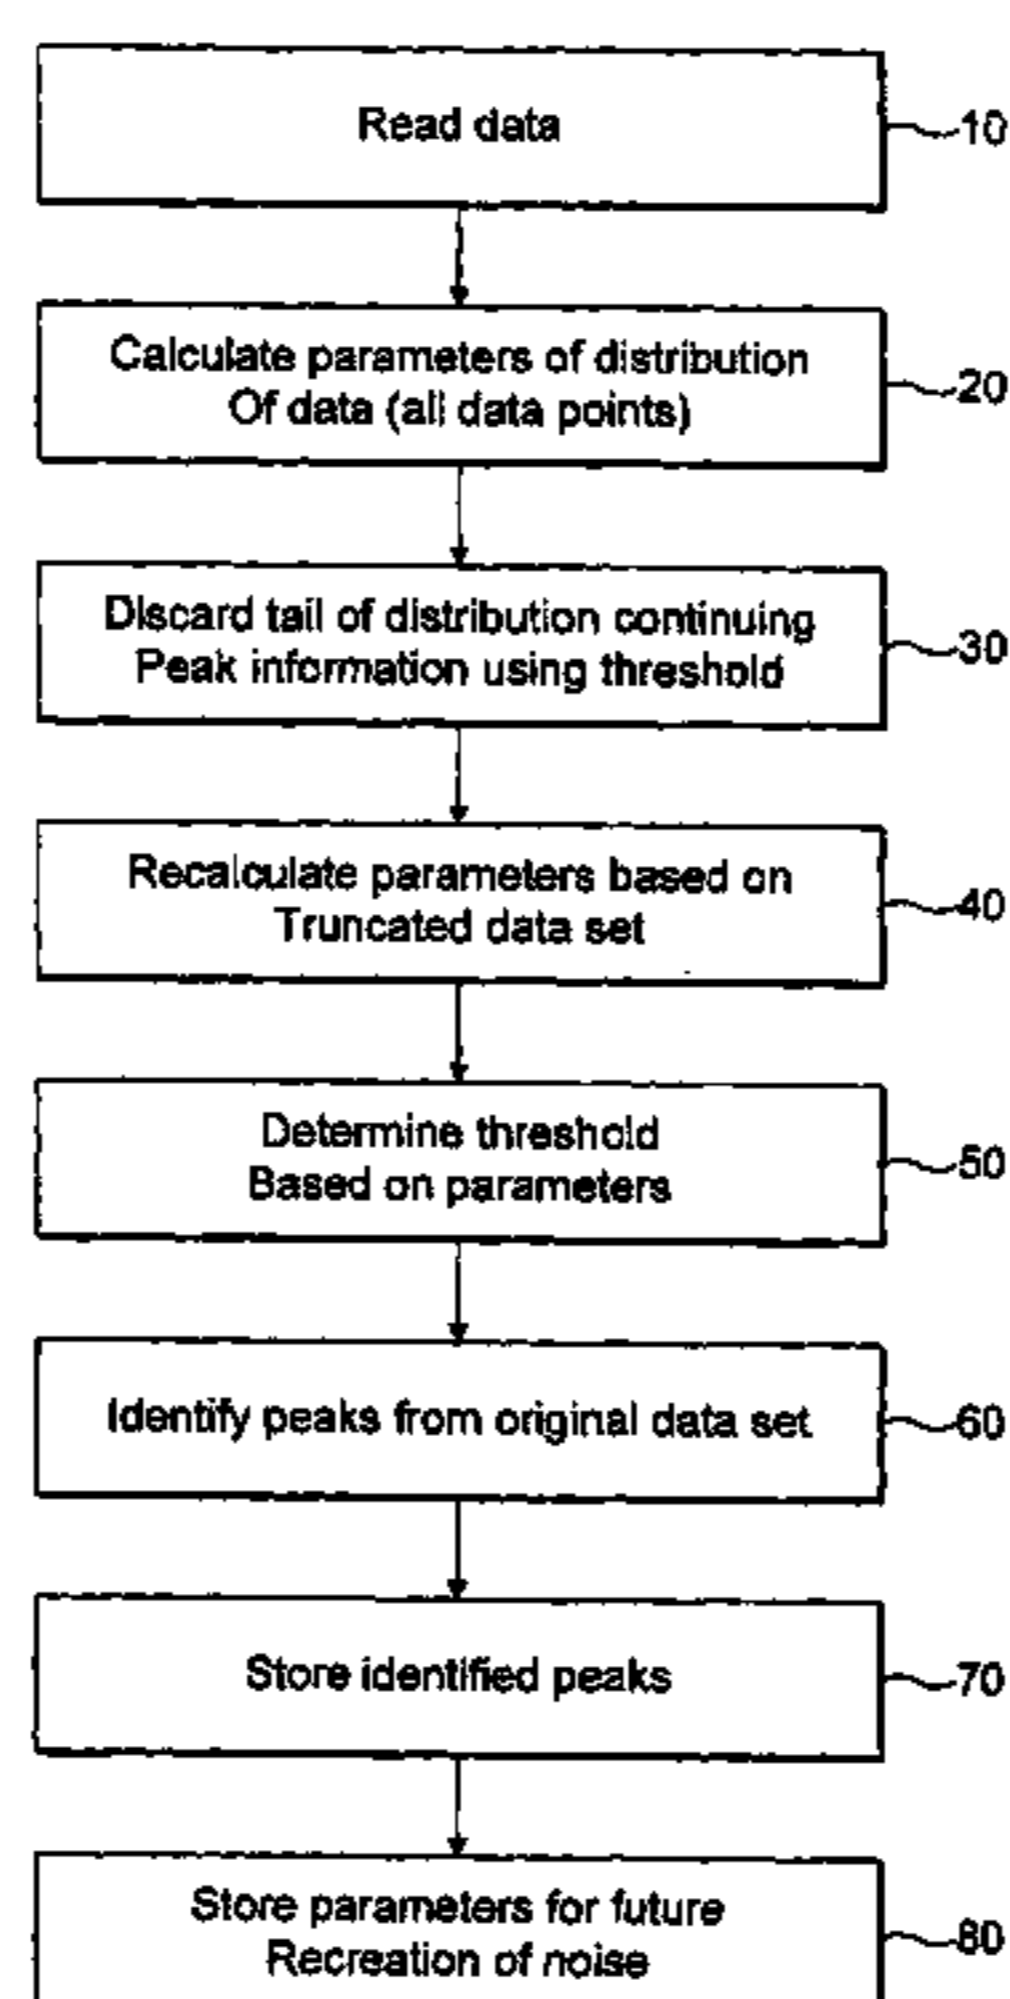 Read data
10
Calculate parameters of distribution
Of data (all data points)
20
Discard tail of distribution continuing
Peak information using threshold
30
Recalculate parameters based on
Truncated data set
40
Determine threshold
Based on parameters
50
Identify peaks from original data set
60
Store identified peaks
70
Store parameters for future
Recreation of noise
80